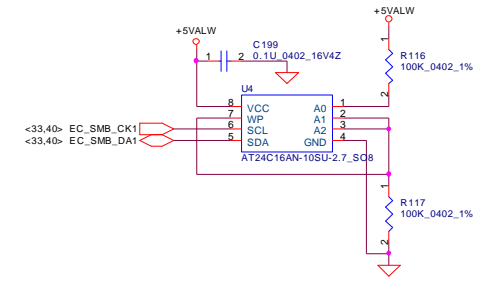 +5VALW
+5VALW
C199
1 2 0.1U_0402_16V4Z
1
R116
100K_0402_1%
2
U4
8 VCC A0 1
7 WP A1 2
<33,40> EC_SMB_CK1 6 SCL A2 3
<33,40> EC_SMB_DA1 5 SDA GND 4
AT24C16AN-10SU-2.7_SO8
1
R117
100K_0402_1%
2